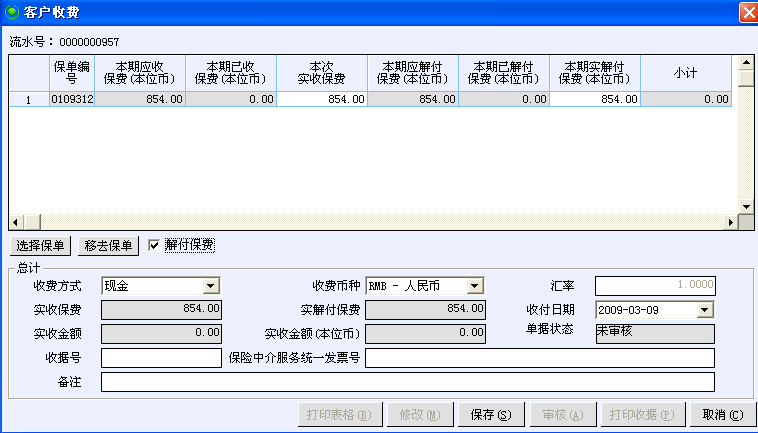 客户收费
流水号: 0000000957
保单编号 本期应收保费(本位币) 本期已收保费(本位币) 本次实收保费 本期应解付保费(本位币) 本期已解付保费(本位币) 本期实解付保费 小计
1 0109312 854.00 0.00 854.00 854.00 0.00 854.00 0.00
选择保单 移去保单 解付保费
总计
收费方式 现金 收费币种 RMB - 人民币 汇率 1.0000
实收保费 854.00 实解付保费 854.00 收付日期 2009-03-09
实收金额 0.00 实收金额(本位币) 0.00 单据状态 未审核
收据号 保险中介服务统一发票号
备注
打印表格(B) 修改(M) 保存(S) 审核(A) 打印收据(P) 取消(C)